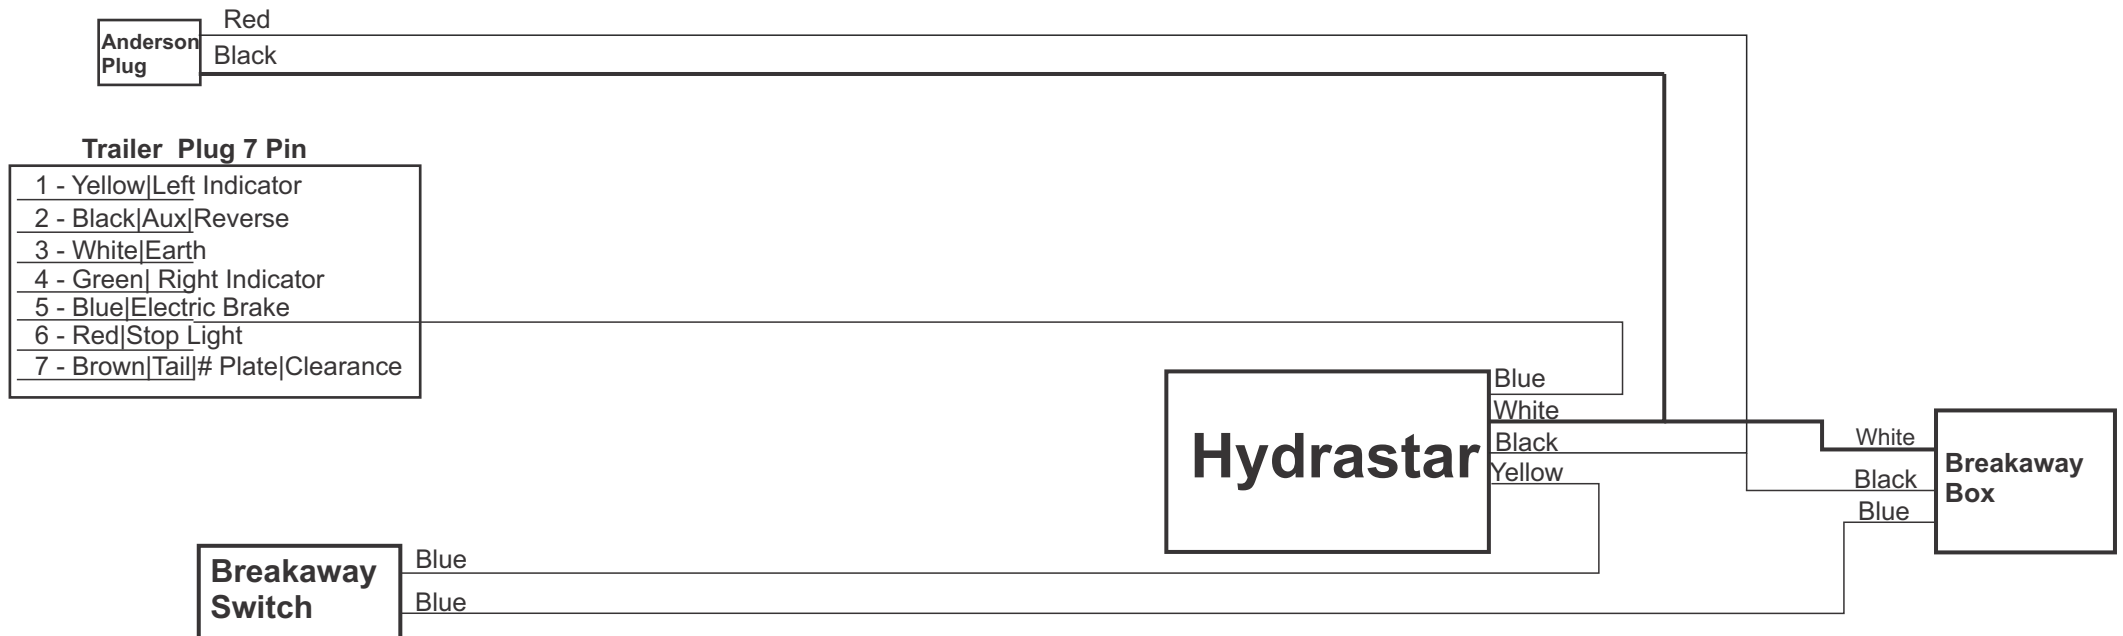 Red
Anderson
Plug
Black
Trailer Plug 7 Pin
1 - Yellow|Left Indicator
2 - Black|Aux|Reverse
3 - White|Earth
4 - Green| Right Indicator
5 - Blue|Electric Brake
6 - Red|Stop Light
7 - Brown|Tail|# Plate|Clearance
Hydrastar
Blue
White
Black
Yellow
White
Black
Blue
Breakaway
Box
Breakaway
Switch
Blue
Blue